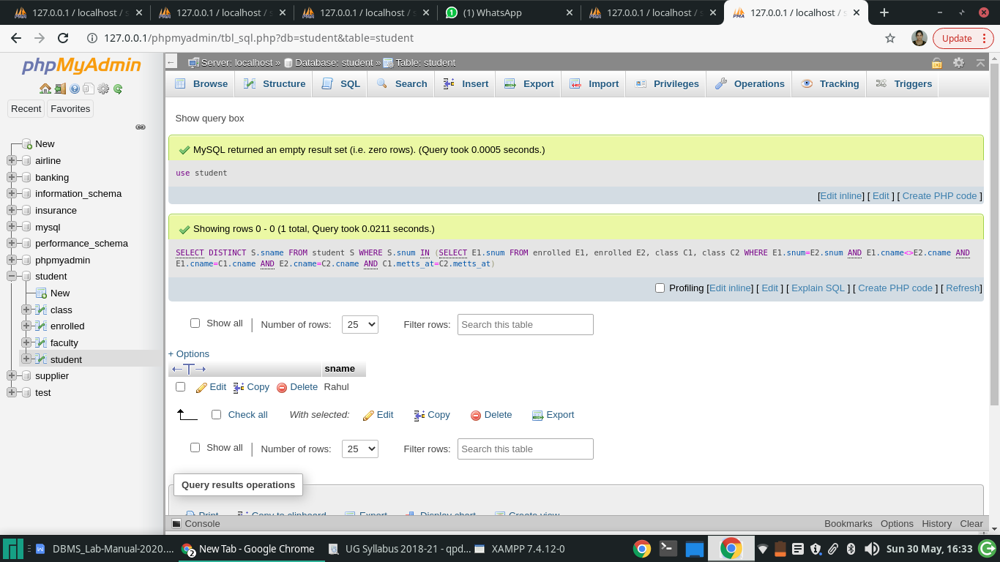 127.0.0.1 / localhost / s
127.0.0.1 / localhost / s
127.0.0.1 / localhost / s
(1) WhatsApp
127.0.0.1 / localhost / s
127.0.0.1 / localhost / s
127.0.0.1/phpmyadmin/tbl_sql.php?db=student&table=student
Update
phpMyAdmin
Recent Favorites
New
airline
banking
information_schema
insurance
mysql
performance_schema
phpmyadmin
student
New
class
enrolled
faculty
student
supplier
test
Server: localhost » Database: student » Table: student
Browse Structure SQL Search Insert Export Import Privileges Operations Tracking Triggers
Show query box
MySQL returned an empty result set (i.e. zero rows). (Query took 0.0005 seconds.)
use student
[Edit inline] [ Edit ] [ Create PHP code ]
Showing rows 0 - 0 (1 total, Query took 0.0211 seconds.)
SELECT DISTINCT S.sname FROM student S WHERE S.snum IN (SELECT E1.snum FROM enrolled E1, enrolled E2, class C1, class C2 WHERE E1.snum=E2.snum AND E1.cname<>E2.cname AND
E1.cname=C1.cname AND E2.cname=C2.cname AND C1.metts_at=C2.metts_at)
Profiling [Edit inline] [ Edit ] [ Explain SQL ] [ Create PHP code ] [ Refresh]
Show all Number of rows: 25 Filter rows: Search this table
+ Options
←T→ sname
Edit Copy Delete Rahul
Check all With selected: Edit Copy Delete Export
Show all Number of rows: 25 Filter rows: Search this table
Query results operations
Print Copy to clipboard Export Display chart Create view
Console Bookmarks Options History Clear
DBMS_Lab-Manual-2020.... 2 New Tab - Google Chrome UG Syllabus 2018-21 - qpd... XAMPP 7.4.12-0 Sun 30 May, 16:33